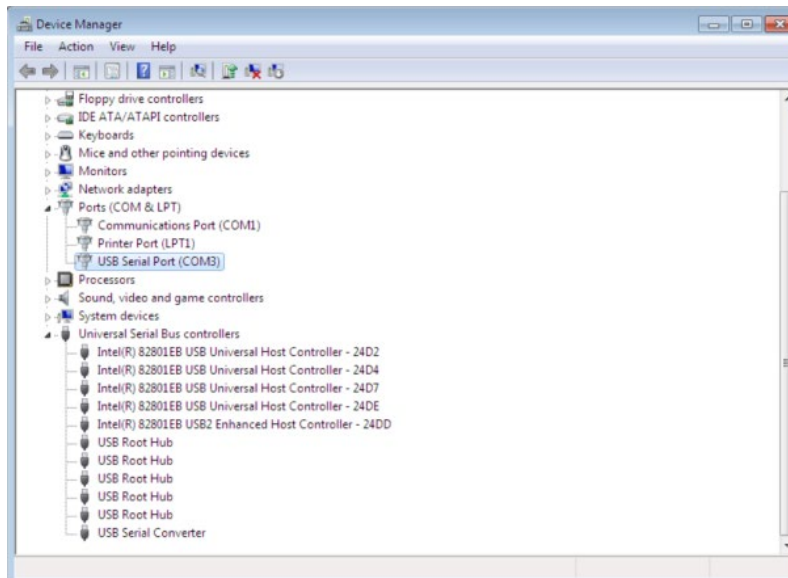 Device Manager
File Action View Help
Floppy drive controllers
IDE ATA/ATAPI controllers
Keyboards
Mice and other pointing devices
Monitors
Network adapters
Ports (COM & LPT)
Communications Port (COM1)
Printer Port (LPT1)
USB Serial Port (COM3)
Processors
Sound, video and game controllers
System devices
Universal Serial Bus controllers
Intel(R) 82801EB USB Universal Host Controller - 24D2
Intel(R) 82801EB USB Universal Host Controller - 24D4
Intel(R) 82801EB USB Universal Host Controller - 24D7
Intel(R) 82801EB USB Universal Host Controller - 24DE
Intel(R) 82801EB USB2 Enhanced Host Controller - 24DD
USB Root Hub
USB Root Hub
USB Root Hub
USB Root Hub
USB Root Hub
USB Serial Converter